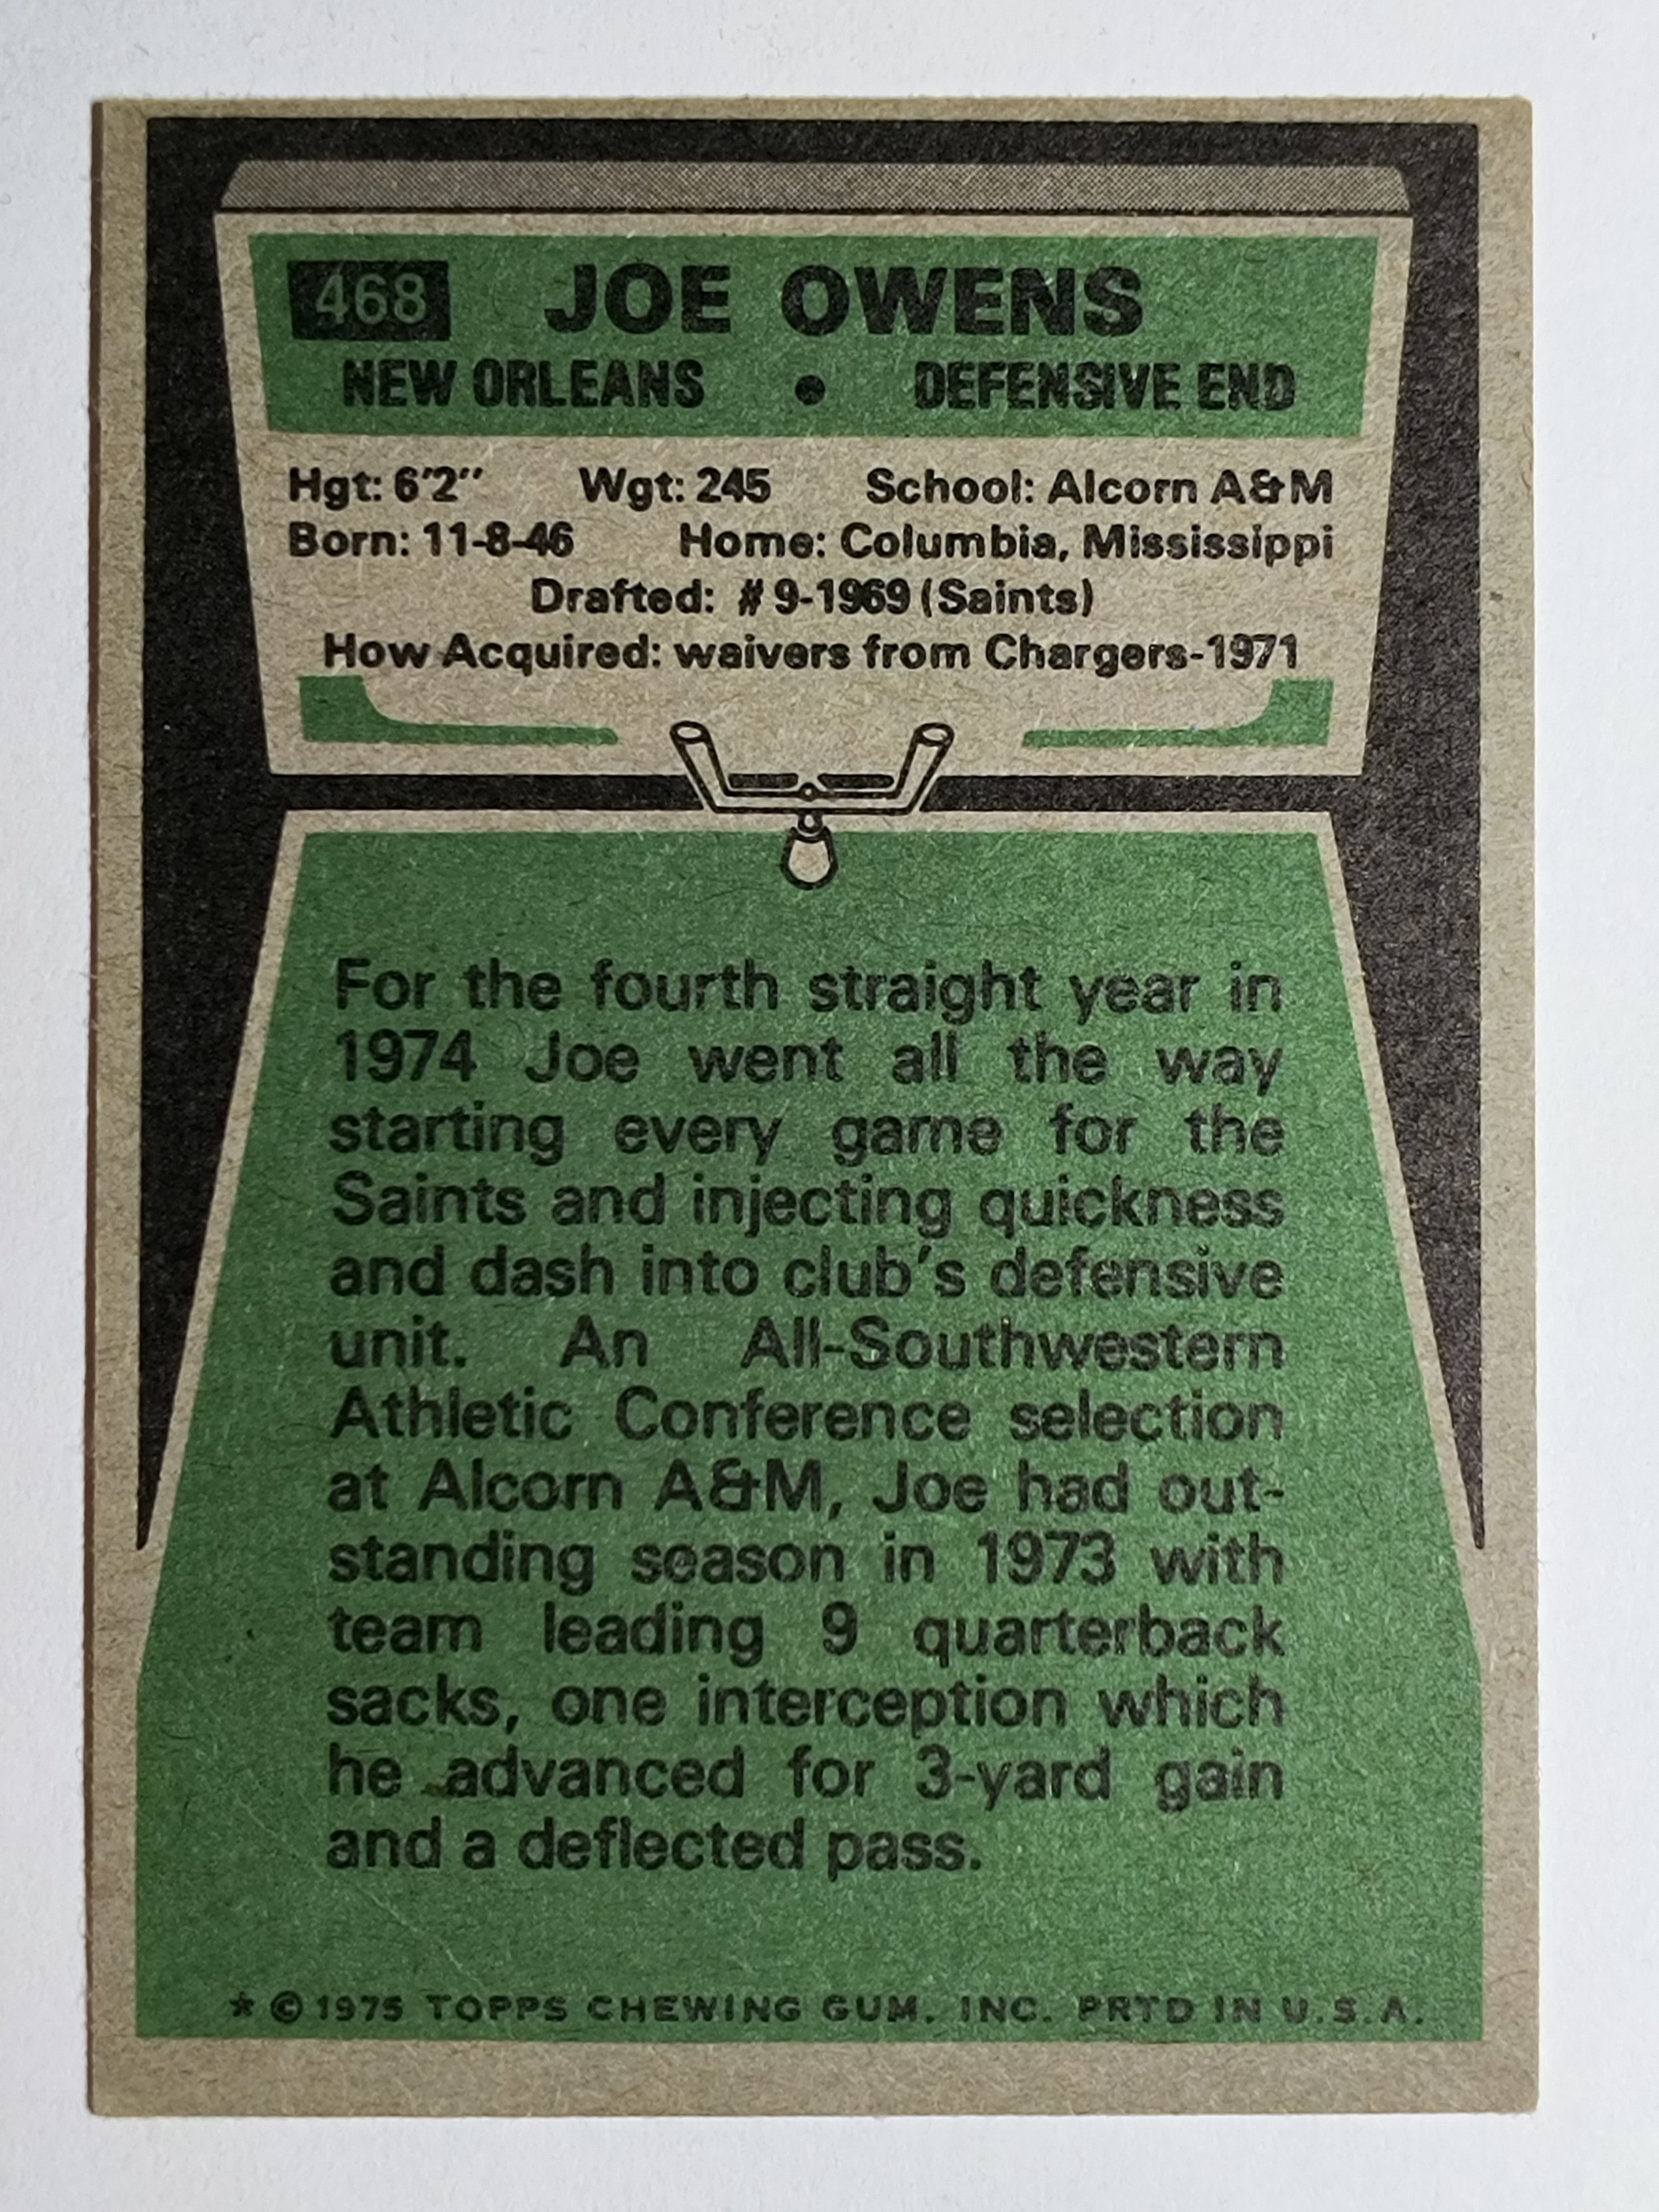 468 JOE OWENS
NEW ORLEANS • DEFENSIVE END
Hgt: 6'2" Wgt: 245 School: Alcorn A&M
Born: 11-8-46 Home: Columbia, Mississippi
Drafted: #9-1969 (Saints)
How Acquired: waivers from Chargers-1971
For the fourth straight year in
1974 Joe went all the way
starting every game for the
Saints and injecting quickness
and dash into club's defensive
unit. An All-Southwestern
Athletic Conference selection
at Alcorn A&M, Joe had out-
standing season in 1973 with
team leading 9 quarterback
sacks, one interception which
he advanced for 3-yard gain
and a deflected pass.
* © 1975 TOPPS CHEWING GUM, INC. PRTD IN U.S.A.